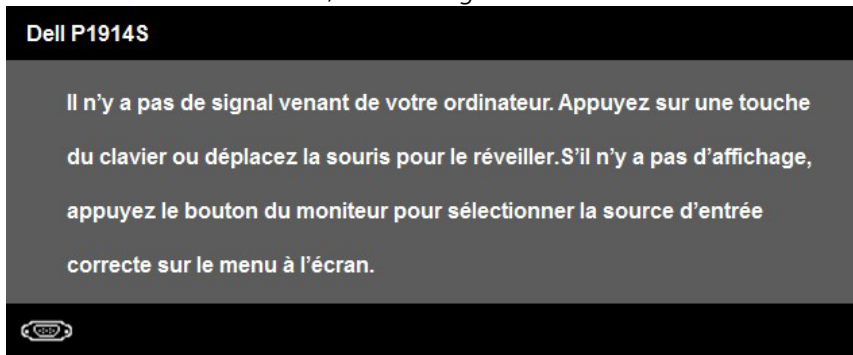 Dell P1914S
Il n’y a pas de signal venant de votre ordinateur. Appuyez sur une touche
du clavier ou déplacez la souris pour le réveiller.S’il n’y a pas d’affichage,
appuyez le bouton du moniteur pour sélectionner la source d’entrée
correcte sur le menu à l’écran.